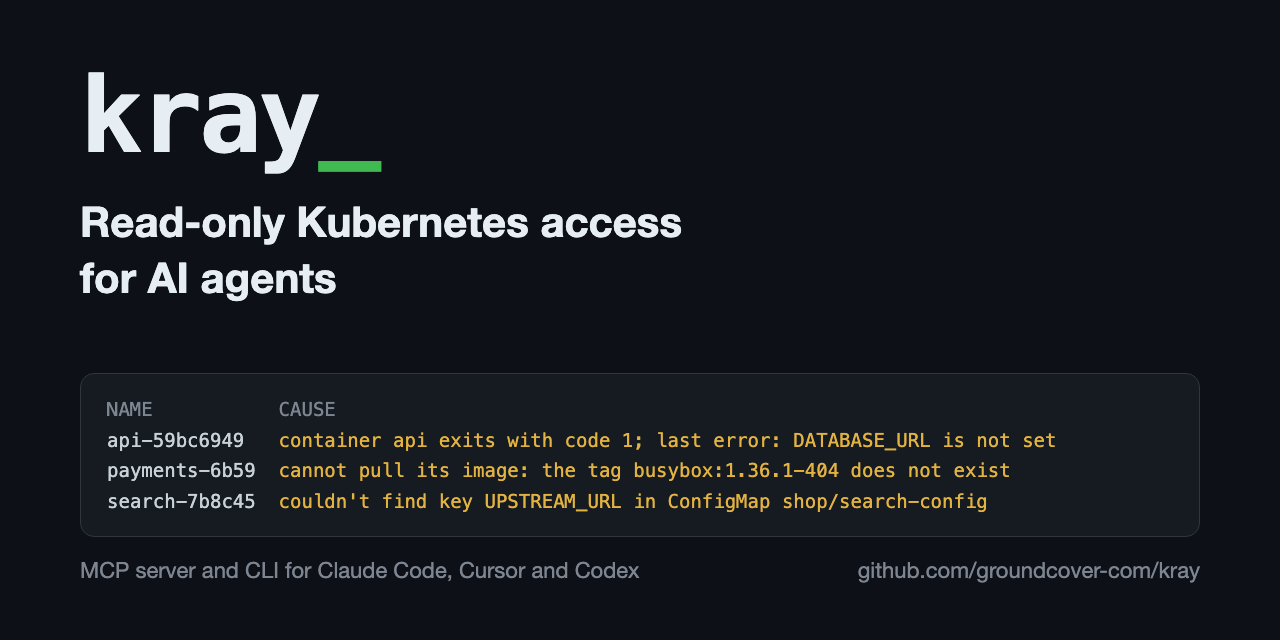 kray_
Read-only Kubernetes access
for AI agents
NAME CAUSE
api-59bc6949 container api exits with code 1; last error: DATABASE_URL is not set
payments-6b59 cannot pull its image: the tag busybox:1.36.1-404 does not exist
search-7b8c45 couldn't find key UPSTREAM_URL in ConfigMap shop/search-config
MCP server and CLI for Claude Code, Cursor and Codex
github.com/groundcover-com/kray